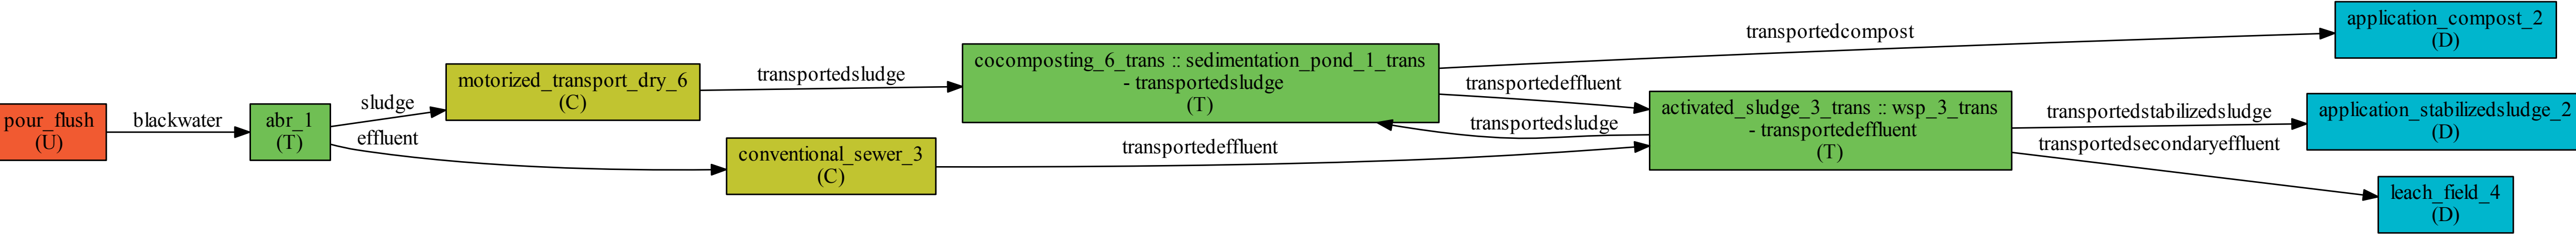 pour_flush
(U)
blackwater
abr_1
(T)
sludge
effluent
motorized_transport_dry_6
(C)
conventional_sewer_3
(C)
transportedsludge
transportedeffluent
cocomposting_6_trans :: sedimentation_pond_1_trans
- transportedsludge
(T)
transportedcompost
transportedeffluent
transportedsludge
activated_sludge_3_trans :: wsp_3_trans
- transportedeffluent
(T)
transportedstabilizedsludge
transportedsecondaryeffluent
application_compost_2
(D)
application_stabilizedsludge_2
(D)
leach_field_4
(D)